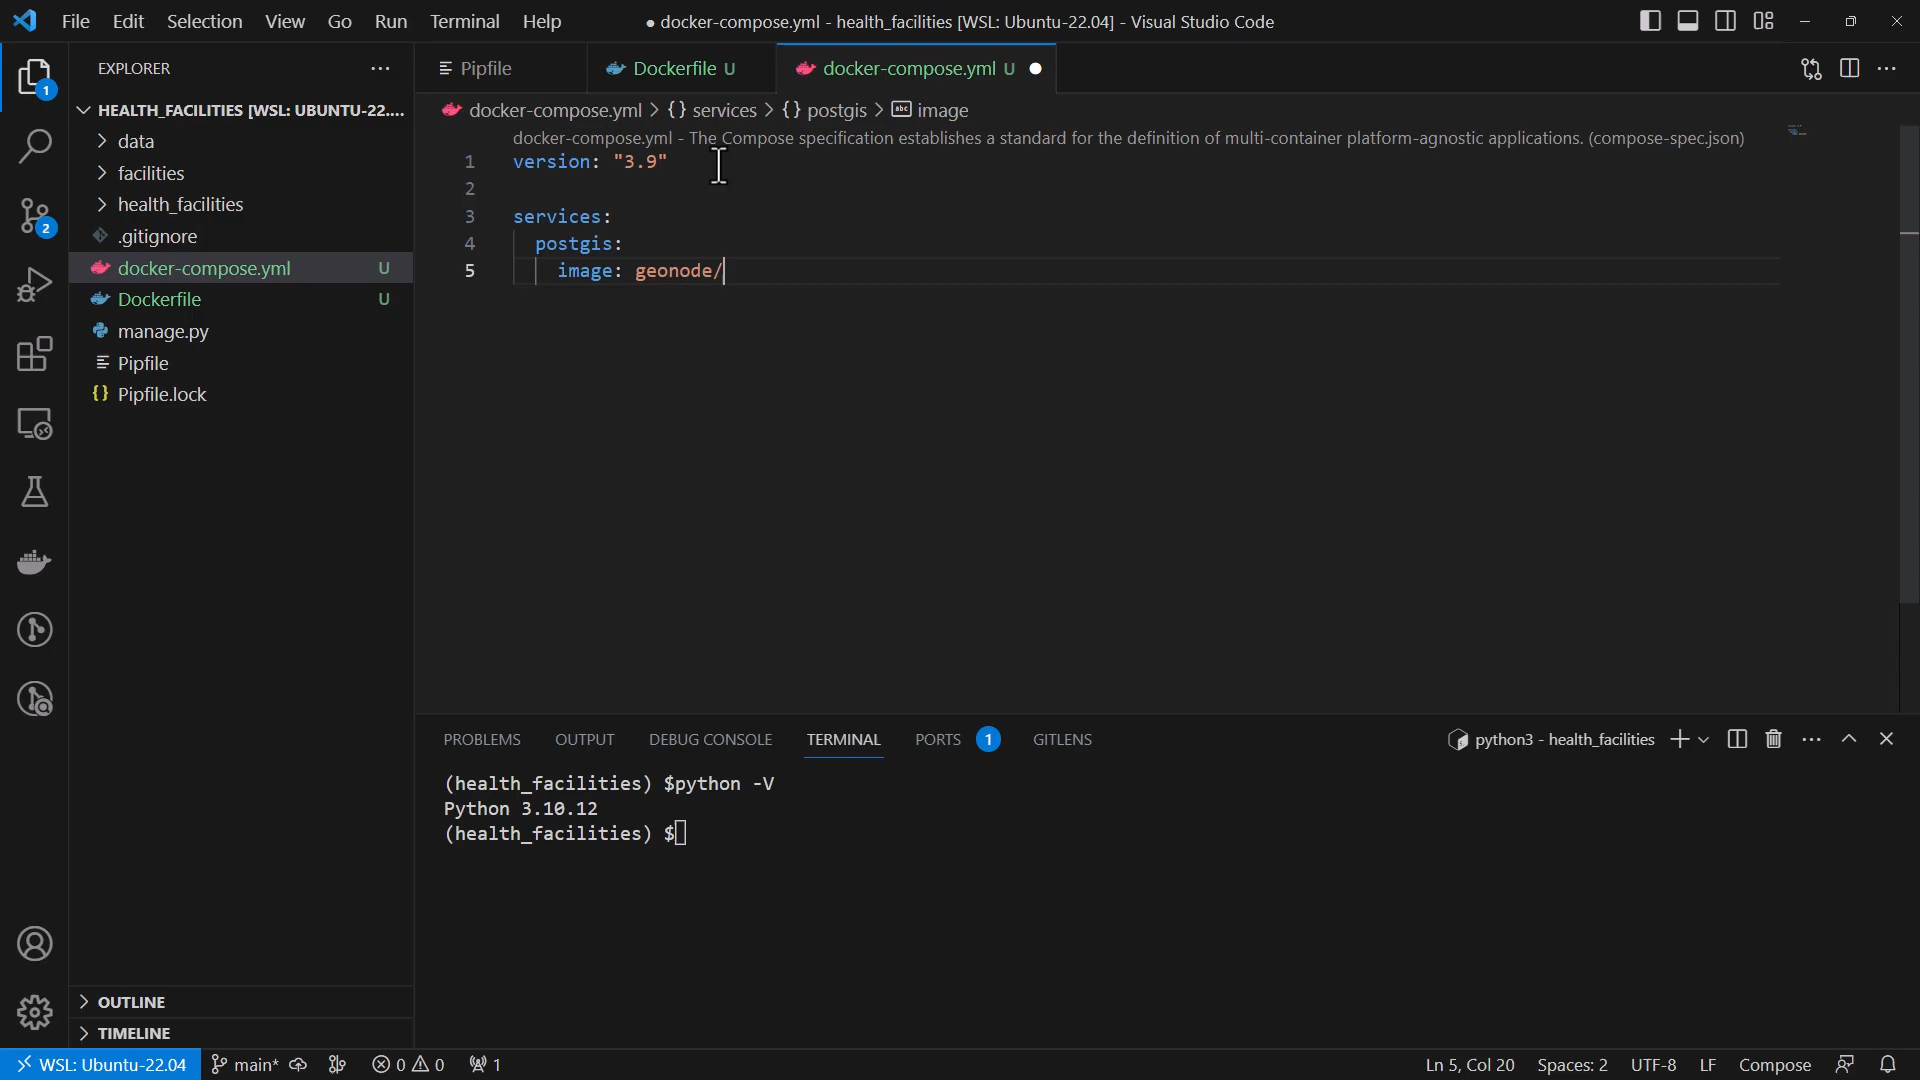 File Edit Selection View Go Run Terminal Help
● docker-compose.yml - health_facilities [WSL: Ubuntu-22.04] - Visual Studio Code
EXPLORER
Pipfile
Dockerfile U
docker-compose.yml U
1
HEALTH_FACILITIES [WSL: UBUNTU-22....
docker-compose.yml > {} services > {} postgis > abc image
data
docker-compose.yml - The Compose specification establishes a standard for the definition of multi-container platform-agnostic applications. (compose-spec.json)
facilities
health_facilities
2
.gitignore
docker-compose.yml U
Dockerfile U
manage.py
Pipfile
{} Pipfile.lock
1 version: "3.9"
2
3 services:
4 postgis:
5 image: geonode/
PROBLEMS OUTPUT DEBUG CONSOLE TERMINAL PORTS 1 GITLENS
python3 - health_facilities
(health_facilities) $python -V
Python 3.10.12
(health_facilities) $
OUTLINE
TIMELINE
WSL: Ubuntu-22.04 main* 0 0 1
Ln 5, Col 20 Spaces: 2 UTF-8 LF Compose